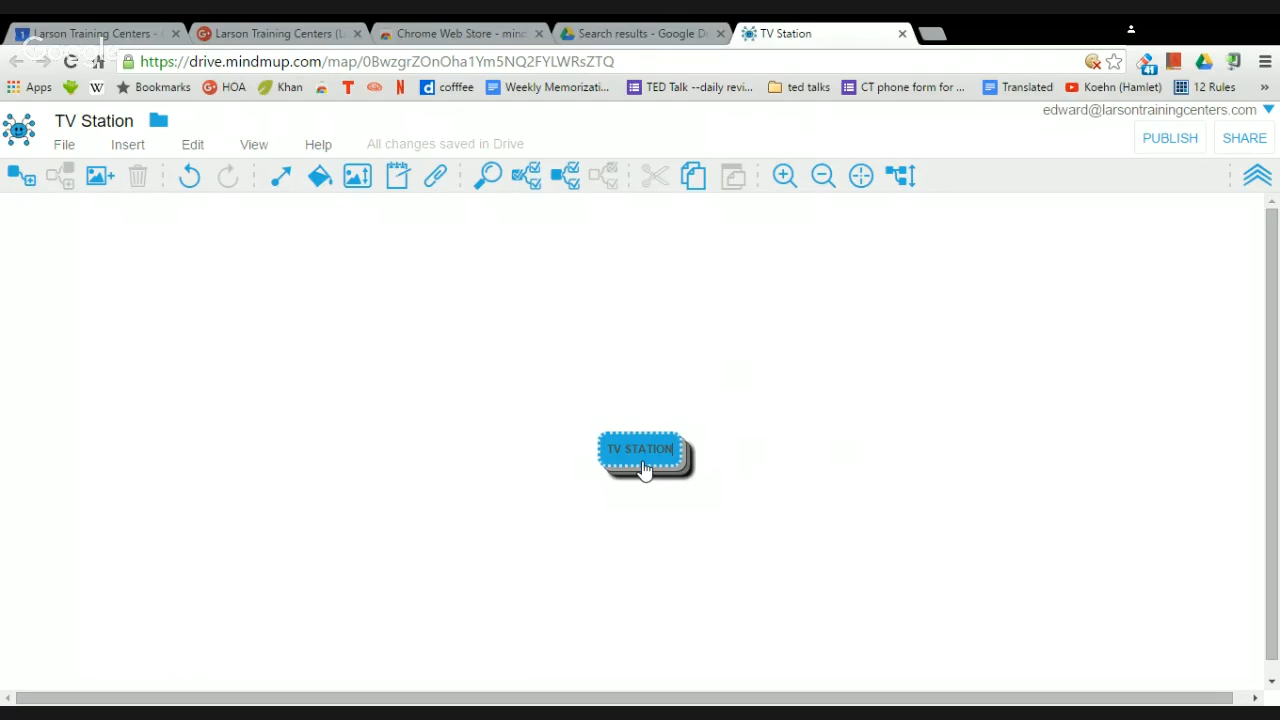 Larson Training Centers -
Larson Training Centers (L
Chrome Web Store - mind
Search results - Google D
TV Station
Google
https://drive.mindmup.com/map/0BwzgrZOnOha1Ym5NQ2FYLWRsZTQ
41
Apps
W
Bookmarks
HOA
Khan
T
N
d cofffee
Weekly Memorizati...
TED Talk --daily revi...
ted talks
CT phone form for ...
Translated
Koehn (Hamlet)
12 Rules
»
edward@larsontrainingcenters.com
TV Station
File
Insert
Edit
View
Help
All changes saved in Drive
PUBLISH
SHARE
TV STATION